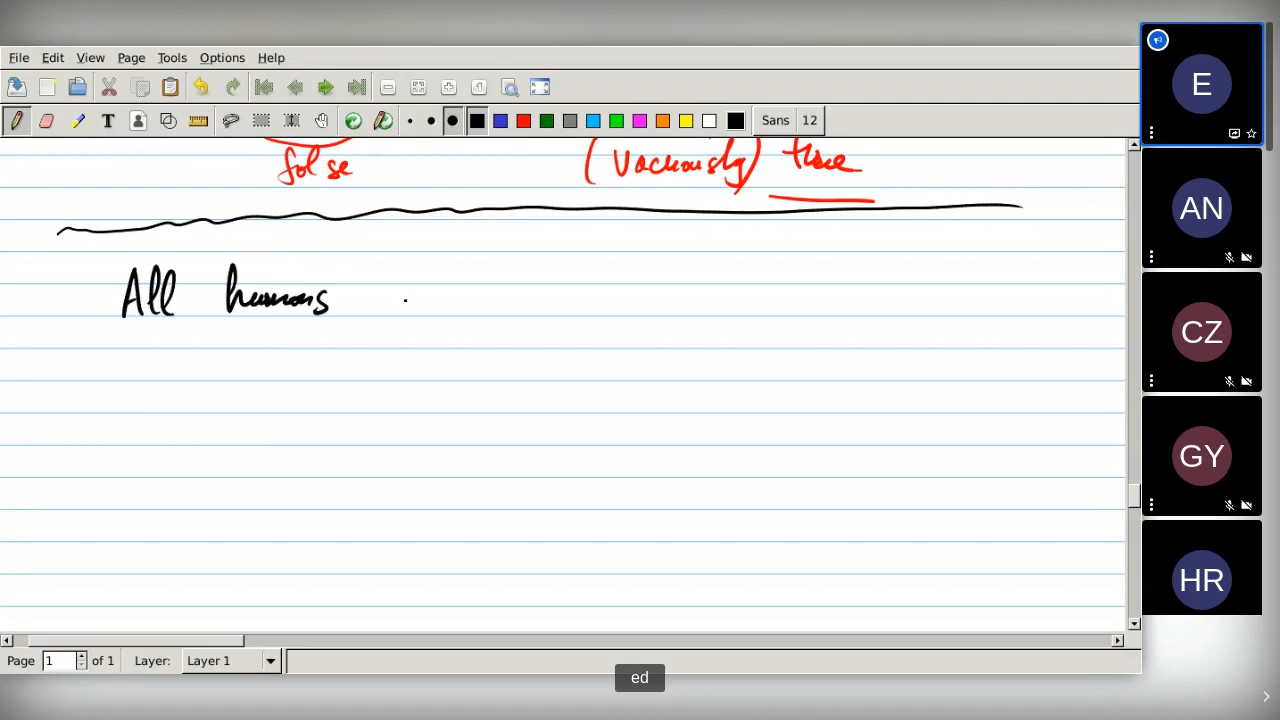 File Edit View Page Tools Options Help
Sans 12
false (Vacuously) true
All humans
Page 1 of 1 Layer: Layer 1
ed
E
AN
CZ
GY
HR